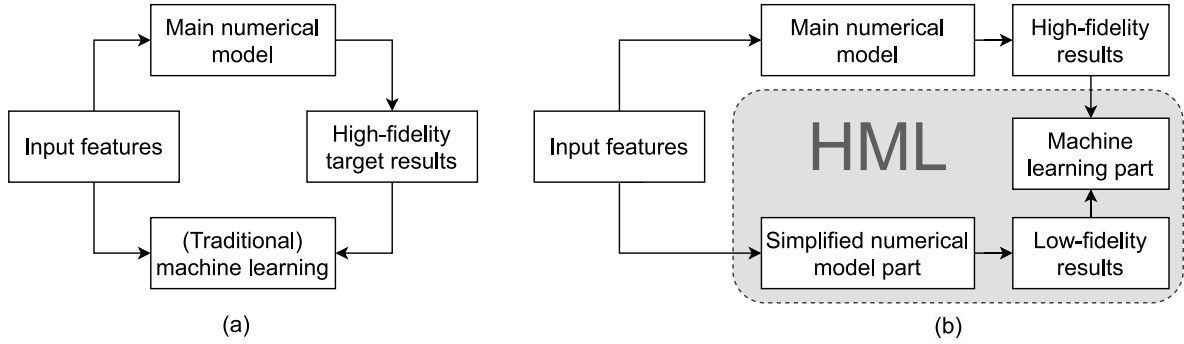 Main numerical
model
Input features
High-fidelity
target results
(Traditional)
machine learning
(a)
Main numerical
model
High-fidelity
results
Input features
HML
Machine
learning part
Simplified numerical
model part
Low-fidelity
results
(b)